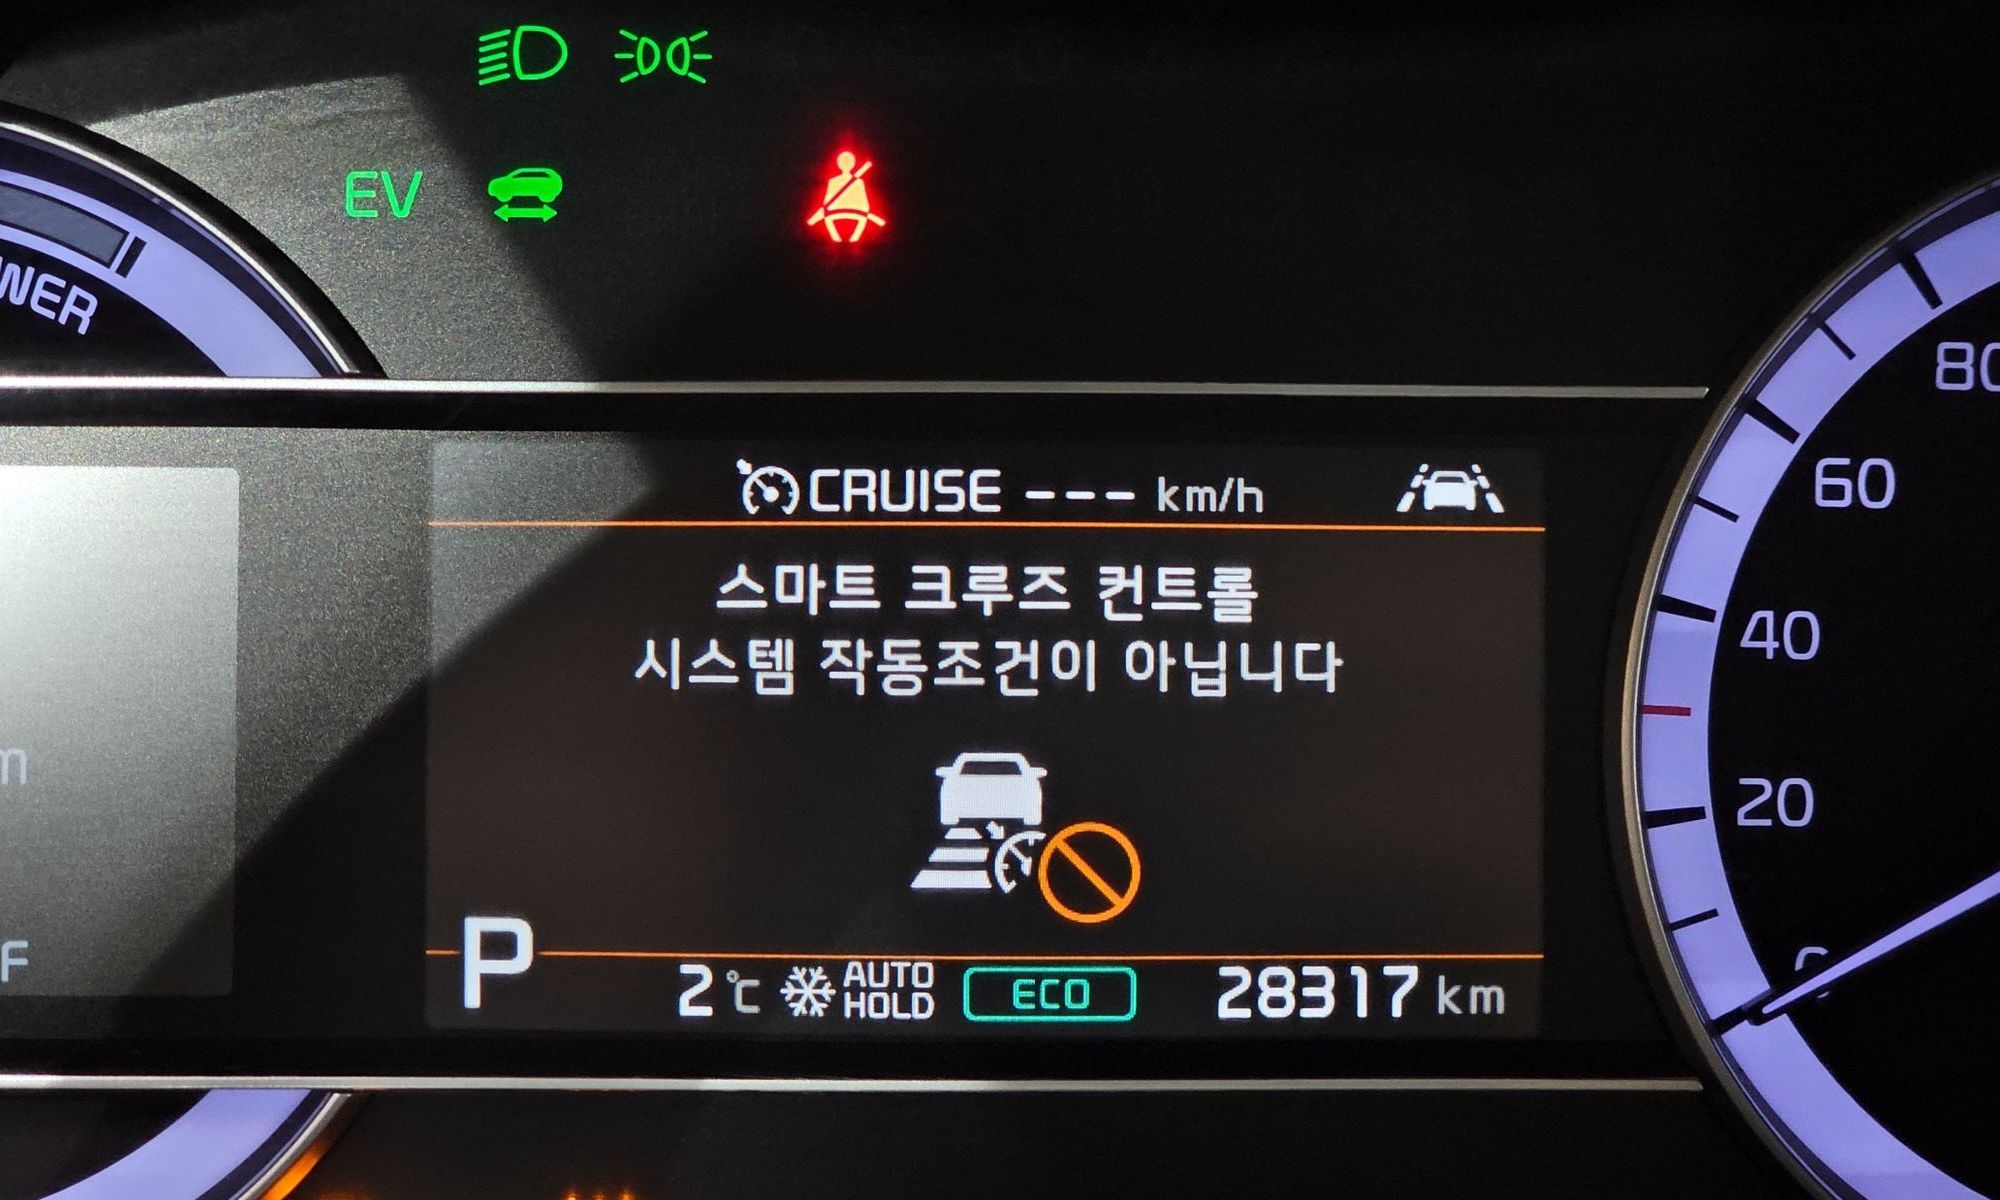 EV
CRUISE --- km/h
스마트 크루즈 컨트롤
시스템 작동조건이 아닙니다
P
2℃ AUTO HOLD ECO 28317 km
80
60
40
20